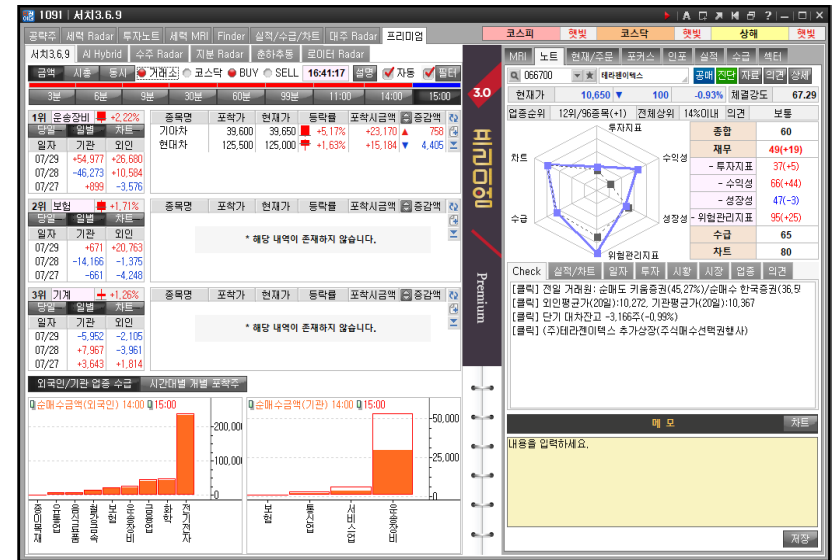 1091 서치3.6.9
공략주 세력 Radar 투자노트 세력 MRI Finder 실적/수급/차트 대주 Radar 프리미엄
코스피 햇빛 코스닥 햇빛 상해 햇빛
서치3,6,9 AI Hybrid 수주 Radar 지분 Radar 춘하추동 로이터 Radar
금액 시총 동시 거래소 코스닥 BUY SELL 16:41:17 설명 자동 필터
3분 6분 9분 30분 60분 99분 11:00 14:00 15:00
1위 운송장비 +2,22%
당일 일별 차트
일자 기관 외인
07/29 +54,977 +26,680
07/28 -46,273 +10,584
07/27 +899 -3,576
종목명 포착가 현재가 등락률 포착시금액 증감액
기아차 39,600 39,650 +5,17% +23,170 ▲ 758
현대차 125,500 125,000 +1,63% +15,184 ▼ 4,405
2위 보험 +1,71%
당일 일별 차트
일자 기관 외인
07/29 +671 +20,763
07/28 -14,166 -1,375
07/27 -661 -4,248
종목명 포착가 현재가 등락률 포착시금액 증감액
* 해당 내역이 존재하지 않습니다.
3위 기계 +1,26%
당일 일별 차트
일자 기관 외인
07/29 -5,952 -2,105
07/28 +7,967 -3,961
07/27 +3,643 +1,814
종목명 포착가 현재가 등락률 포착시금액 증감액
* 해당 내역이 존재하지 않습니다.
외국인/기관 업종 수급 시간대별 개별 포착주
순매수금액(외국인) 14:00 15:00
200,000
100,000
0
종이목재 유통업 음식료품 철강금속 보험 운송장비 금융업 화학 전기전자
순매수금액(기관) 14:00 15:00
50,000
25,000
0
보험 통신업 서비스업 운송장비
3.0
프리미엄
Premium
MRI 노트 현재/주문 포커스 인포 실적 수급 섹터
066700 테라젠이텍스 공매 진단 자료 의견 상세
현재가 10,650 ▼ 100 -0.93% 체결강도 67.29
업종순위 12위/96종목(+1) 전체상위 14%이내 의견 보통
투자지표
수익성
성장성
위험관리지표
수급
차트
종합 60
재무 49(+19)
- 투자지표 37(+5)
- 수익성 66(+44)
- 성장성 47(-3)
- 위험관리지표 95(+25)
수급 65
차트 80
Check 실적/차트 일자 투자 시황 시장 업종 의견
[클릭] 전일 거래원: 순매도 키움증권(45,27%)/순매수 한국증권(36,5
[클릭] 외인평균가(20일):10,272, 기관평균가(20일):10,367
[클릭] 단기 대차잔고 -3,166주(-0,99%)
[클릭] (주)테라젠이텍스 추가상장(주식매수선택권행사)
메 모 차트
내용을 입력하세요.
저장